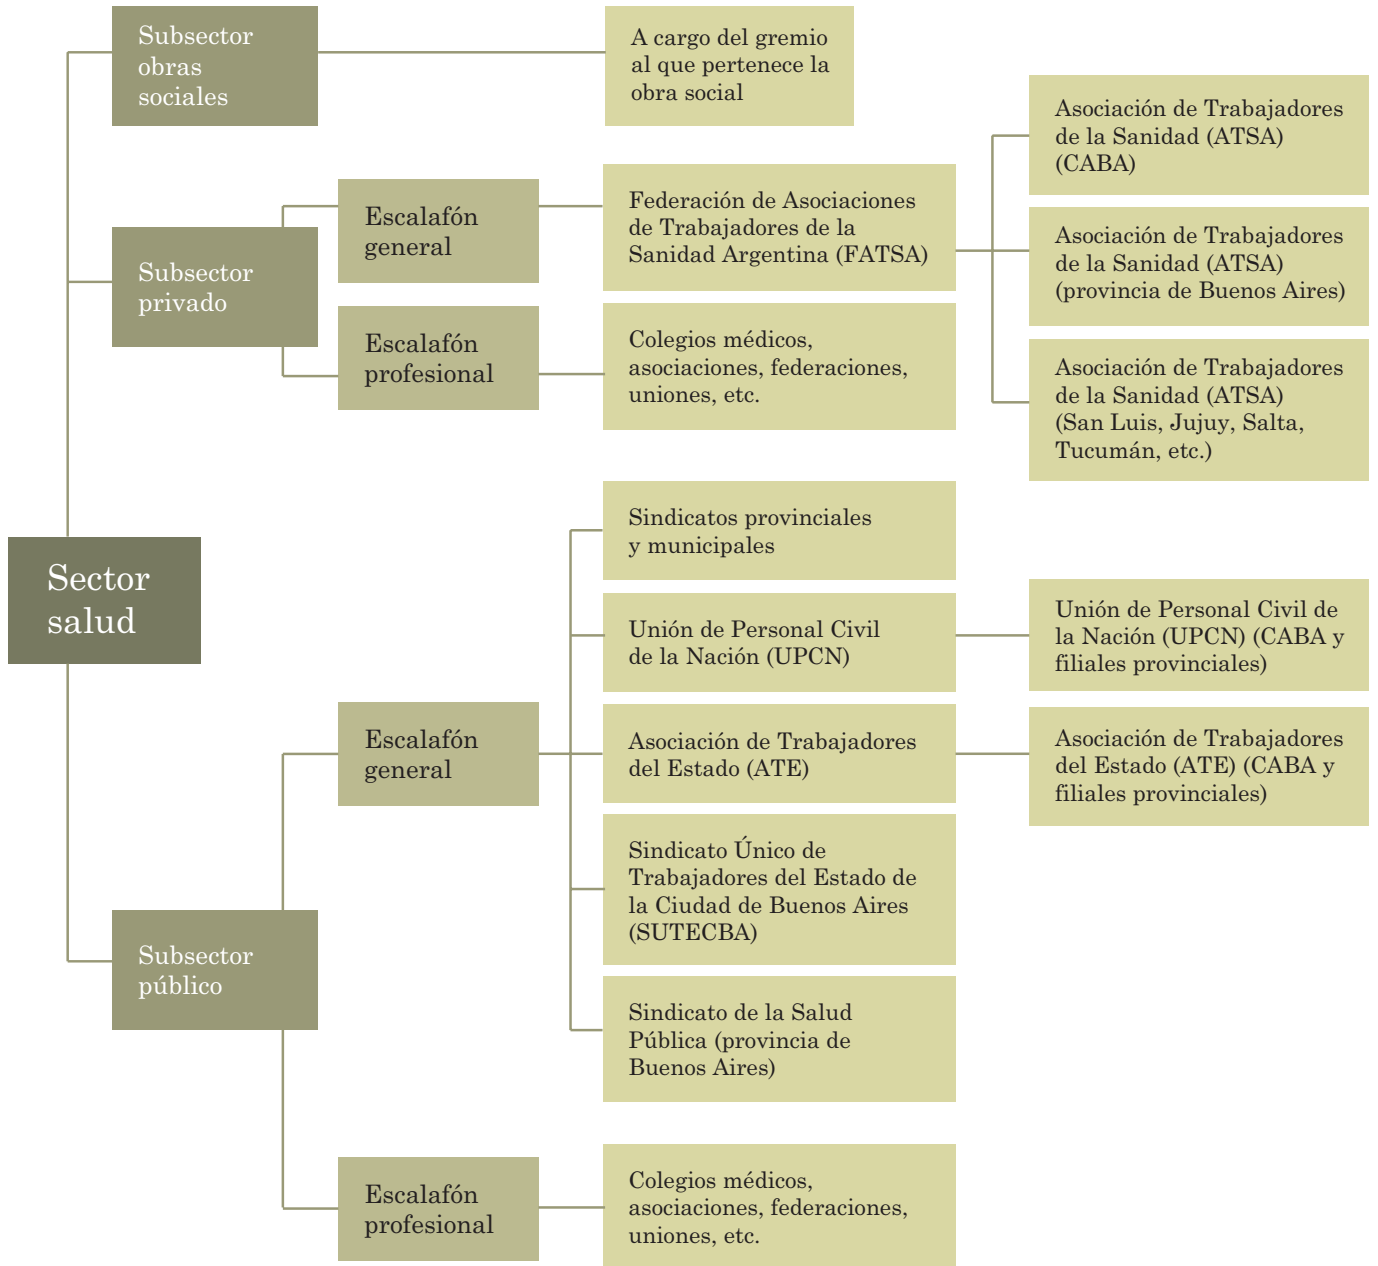 Subsector
obras
sociales
A cargo del gremio
al que pertenece la
obra social
Subsector
privado
Escalafón
general
Federación de Asociaciones
de Trabajadores de la
Sanidad Argentina (FATSA)
Asociación de Trabajadores
de la Sanidad (ATSA)
(CABA)
Asociación de Trabajadores
de la Sanidad (ATSA)
(provincia de Buenos Aires)
Asociación de Trabajadores
de la Sanidad (ATSA)
(San Luis, Jujuy, Salta,
Tucumán, etc.)
Escalafón
profesional
Colegios médicos,
asociaciones, federaciones,
uniones, etc.
Sector
salud
Subsector
público
Escalafón
general
Sindicatos provinciales
y municipales
Unión de Personal Civil
de la Nación (UPCN)
Unión de Personal Civil de
la Nación (UPCN) (CABA y
filiales provinciales)
Asociación de Trabajadores
del Estado (ATE)
Asociación de Trabajadores
del Estado (ATE) (CABA y
filiales provinciales)
Sindicato Único de
Trabajadores del Estado de
la Ciudad de Buenos Aires
(SUTECBA)
Sindicato de la Salud
Pública (provincia de
Buenos Aires)
Escalafón
profesional
Colegios médicos,
asociaciones, federaciones,
uniones, etc.